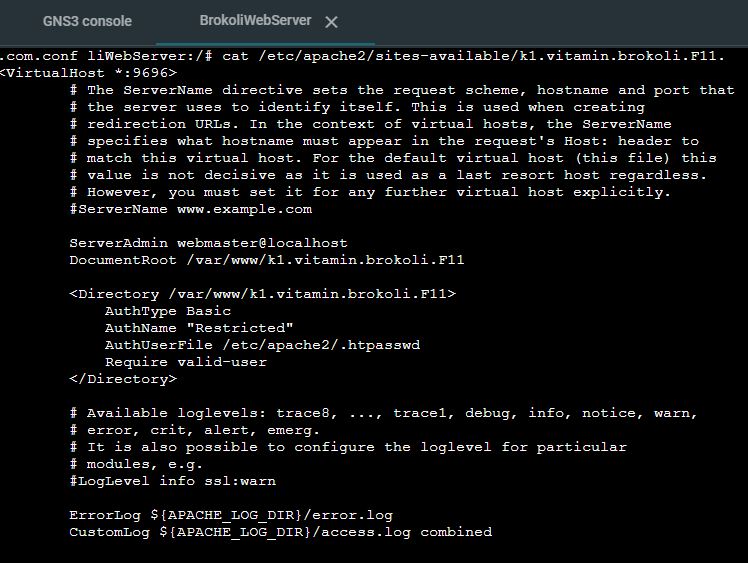 GNS3 console
BrokoliWebServer
.com.conf liWebServer:/# cat /etc/apache2/sites-available/k1.vitamin.brokoli.F11.
<VirtualHost *:9696>
# The ServerName directive sets the request scheme, hostname and port that
# the server uses to identify itself. This is used when creating
# redirection URLs. In the context of virtual hosts, the ServerName
# specifies what hostname must appear in the request's Host: header to
# match this virtual host. For the default virtual host (this file) this
# value is not decisive as it is used as a last resort host regardless.
# However, you must set it for any further virtual host explicitly.
#ServerName www.example.com
ServerAdmin webmaster@localhost
DocumentRoot /var/www/k1.vitamin.brokoli.F11
<Directory /var/www/k1.vitamin.brokoli.F11>
AuthType Basic
AuthName "Restricted"
AuthUserFile /etc/apache2/.htpasswd
Require valid-user
</Directory>
# Available loglevels: trace8, ..., trace1, debug, info, notice, warn,
# error, crit, alert, emerg.
# It is also possible to configure the loglevel for particular
# modules, e.g.
#LogLevel info ssl:warn
ErrorLog ${APACHE_LOG_DIR}/error.log
CustomLog ${APACHE_LOG_DIR}/access.log combined